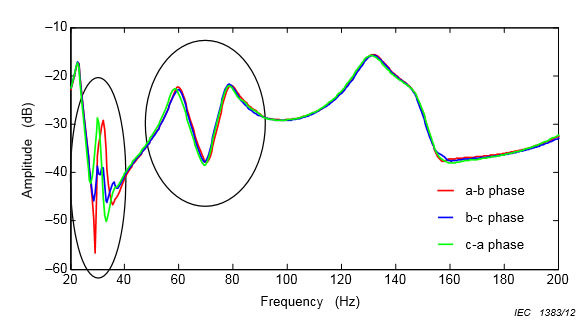 –10
–20
–30
–40
–50
–60
Amplitude (dB)
20 40 60 80 100 120 140 160 180 200
Frequency (Hz)
a-b phase
b-c phase
c-a phase
IEC 1383/12